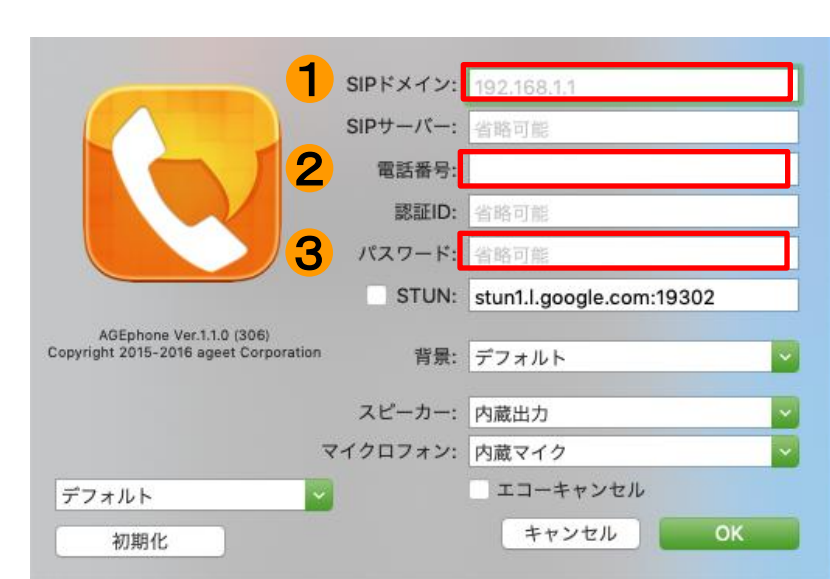 1 SIPドメイン: 192.168.1.1
SIPサーバー: 省略可能
2 電話番号:
認証ID: 省略可能
3 パスワード: 省略可能
STUN: stun1.l.google.com:19302
AGEphone Ver.1.1.0 (306)
Copyright 2015-2016 ageet Corporation
背景: デフォルト
スピーカー: 内蔵出力
マイクロフォン: 内蔵マイク
デフォルト
エコーキャンセル
初期化
キャンセル
OK